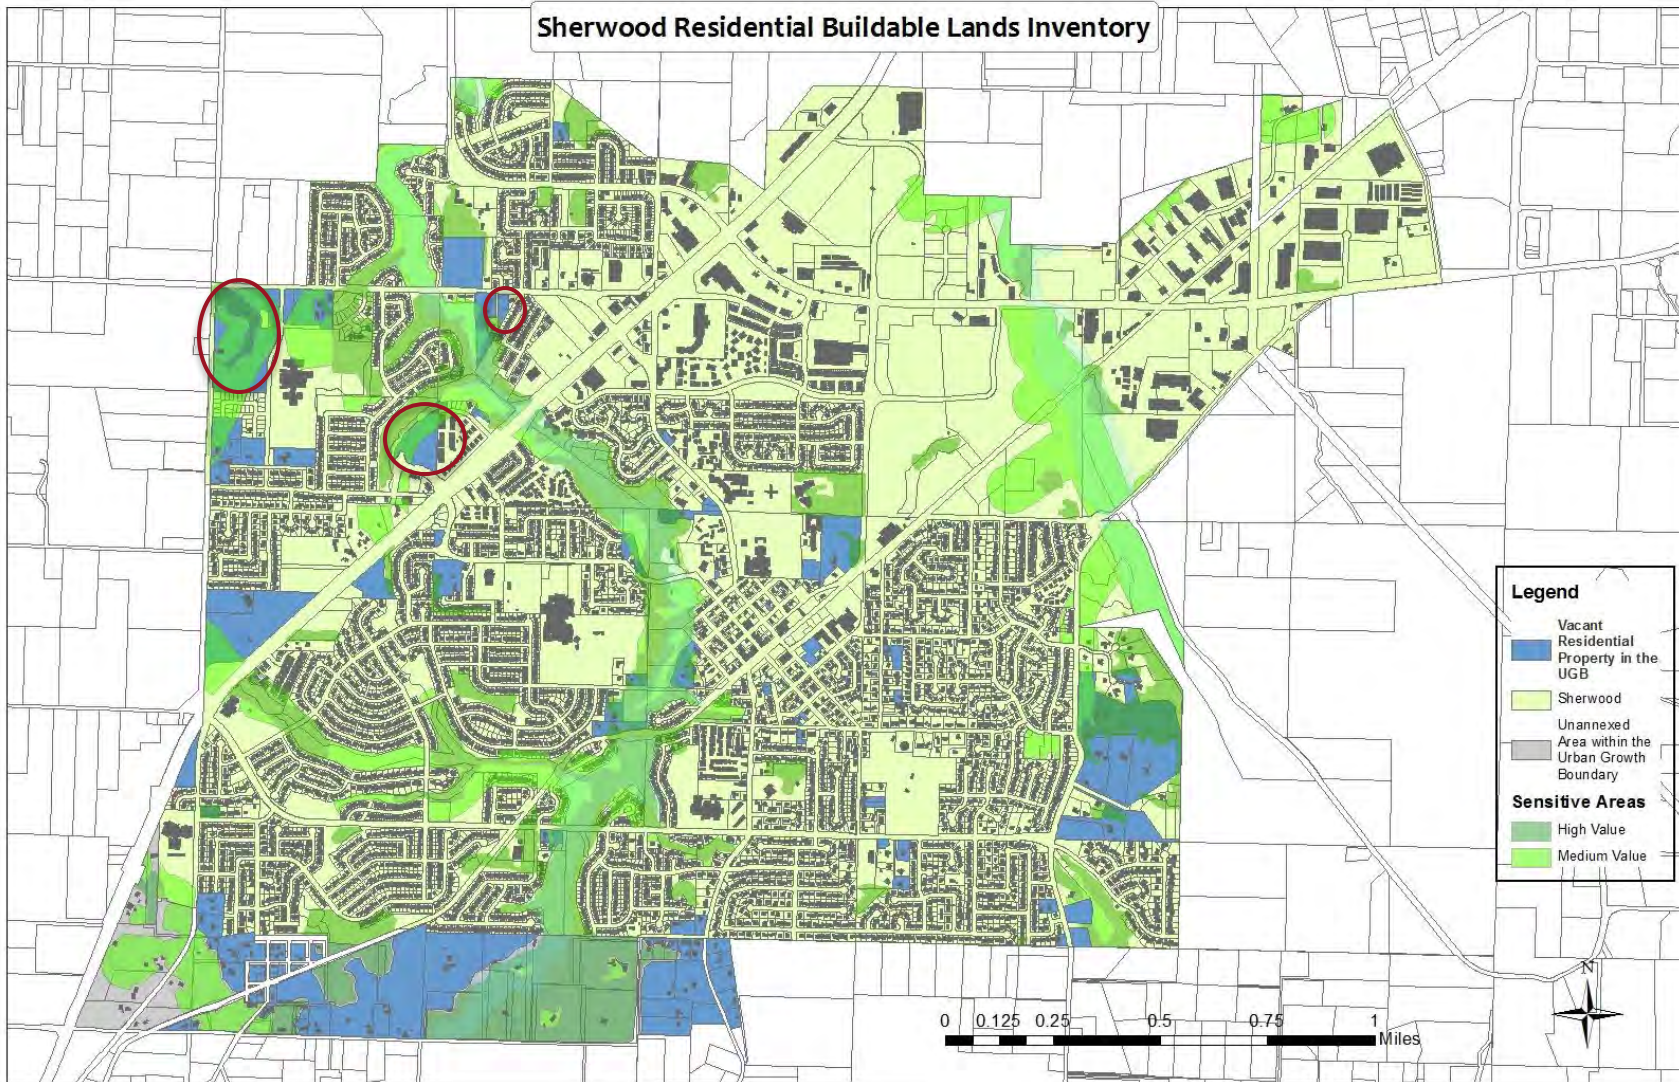 Sherwood Residential Buildable Lands Inventory
Legend
Vacant
Residential
Property in the
UGB
Sherwood
Unannexed
Area within the
Urban Growth
Boundary
Sensitive Areas
High Value
Medium Value
N
0 0.125 0.25 0.5 0.75 1
Miles